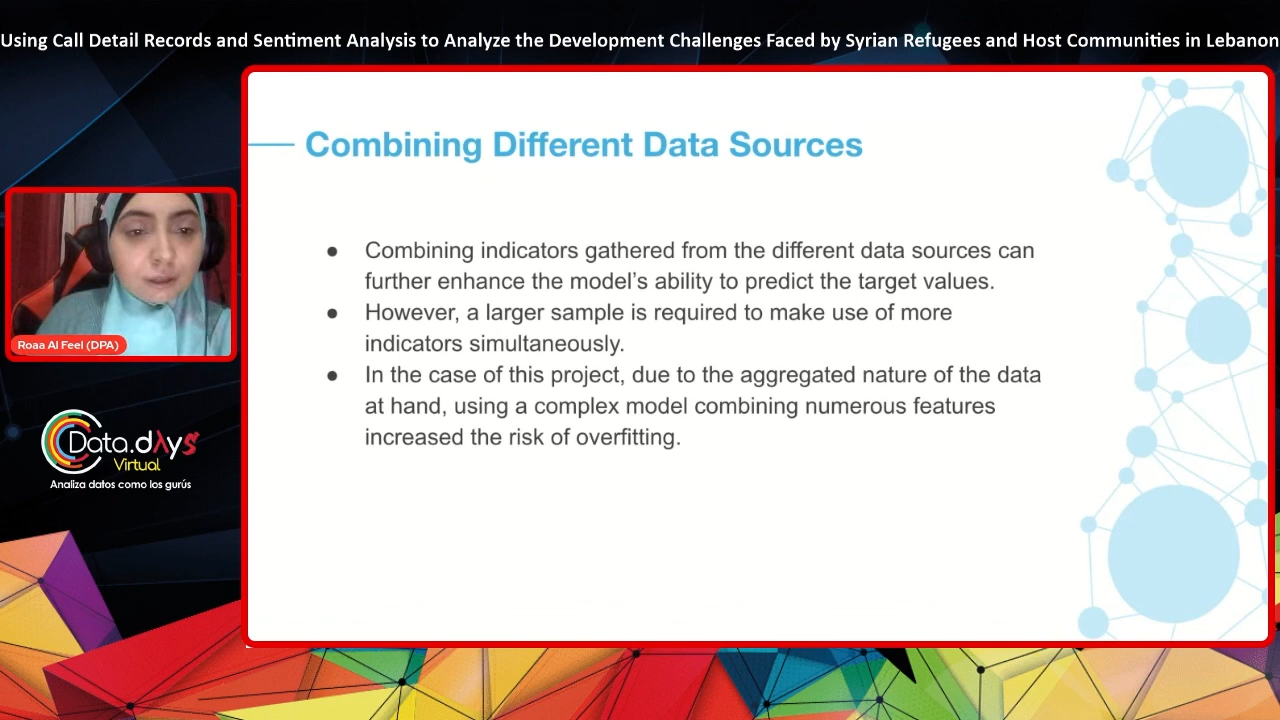 Using Call Detail Records and Sentiment Analysis to Analyze the Development Challenges Faced by Syrian Refugees and Host Communities in Lebanon
Combining Different Data Sources
● Combining indicators gathered from the different data sources can
further enhance the model's ability to predict the target values.
● However, a larger sample is required to make use of more
indicators simultaneously.
● In the case of this project, due to the aggregated nature of the data
at hand, using a complex model combining numerous features
increased the risk of overfitting.
Roaa Al Feel (DPA)
Data.dAys
Virtual
Analiza datos como los gurús